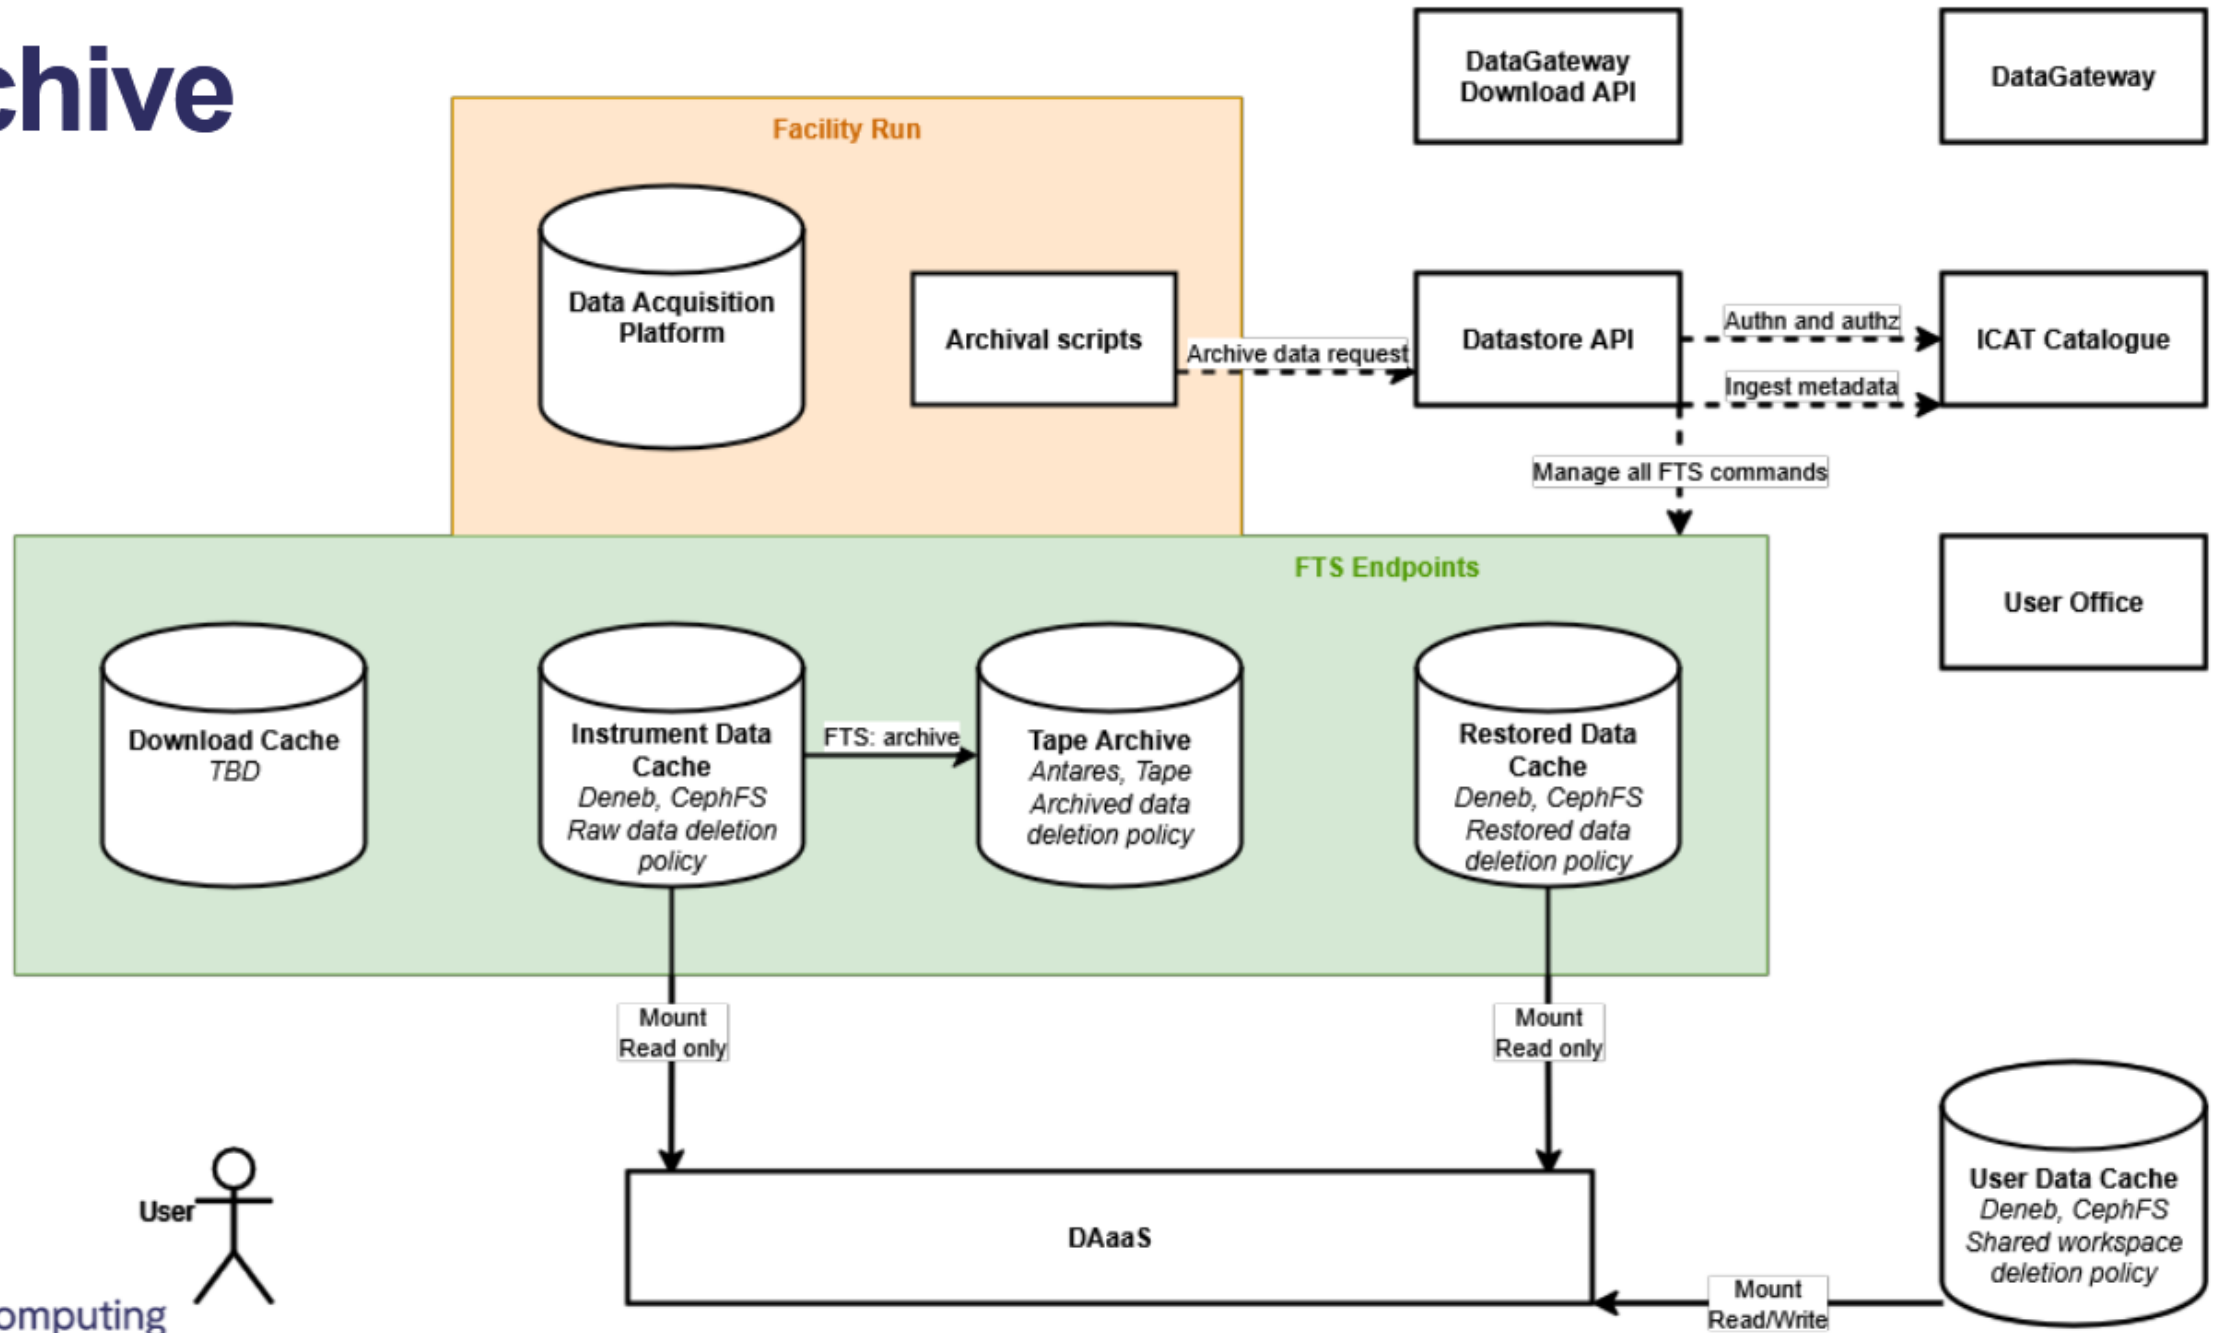 chive
DataGateway
Download API
DataGateway
Facility Run
Data Acquisition
Platform
Archival scripts
Archive data request
Datastore API
Authn and authz
Ingest metadata
ICAT Catalogue
Manage all FTS commands
FTS Endpoints
User Office
Download Cache
TBD
Instrument Data
Cache
Deneb, CephFS
Raw data deletion
policy
FTS: archive
Tape Archive
Antares, Tape
Archived data
deletion policy
Restored Data
Cache
Deneb, CephFS
Restored data
deletion policy
Mount
Read only
Mount
Read only
User
DAaaS
User Data Cache
Deneb, CephFS
Shared workspace
deletion policy
Mount
Read/Write
omputing